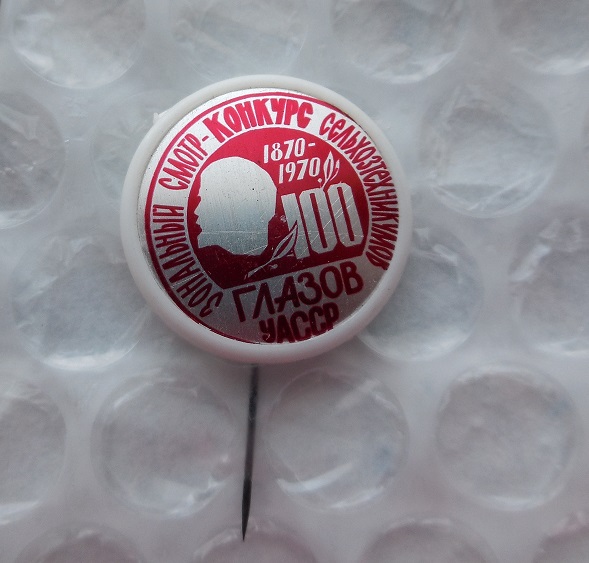 ЗОНАЛЬНЫЙ СМОТР-КОНКУРС СЕЛЬХОЗТЕХНИКУМОВ
1870-
1970
100
ГЛАЗОВ
УАССР